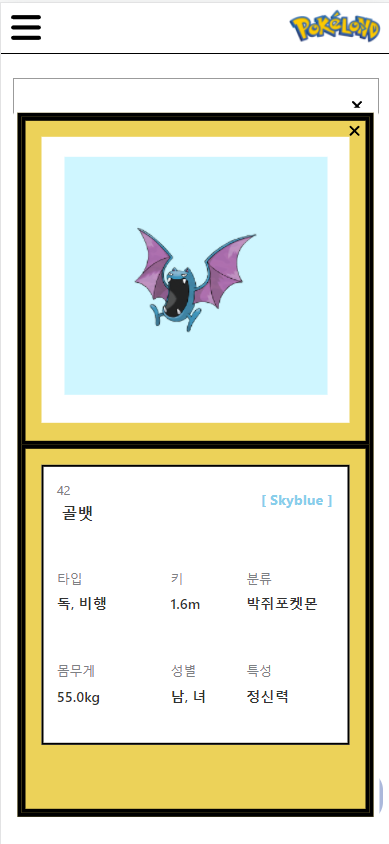 PokéLAND
42
골뱃
[ Skyblue ]
타입 키 분류
독, 비행 1.6m 박쥐포켓몬
몸무게 성별 특성
55.0kg 남, 녀 정신력